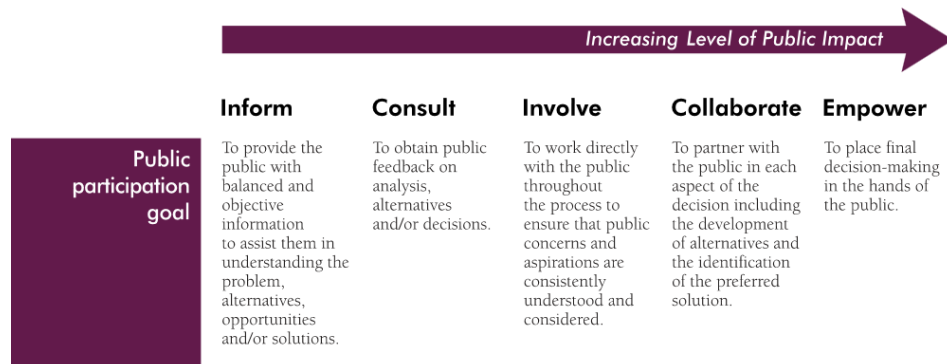 Increasing Level of Public Impact
Inform
Consult
Involve
Collaborate
Empower
Public
participation
goal
To provide the
public with
balanced and
objective
information
to assist them in
understanding the
problem,
alternatives,
opportunities
and/or solutions.
To obtain public
feedback on
analysis,
alternatives
and/or decisions.
To work directly
with the public
throughout
the process to
ensure that public
concerns and
aspirations are
consistently
understood and
considered.
To partner with
the public in each
aspect of the
decision including
the development
of alternatives and
the identification
of the preferred
solution.
To place final
decision-making
in the hands of
the public.